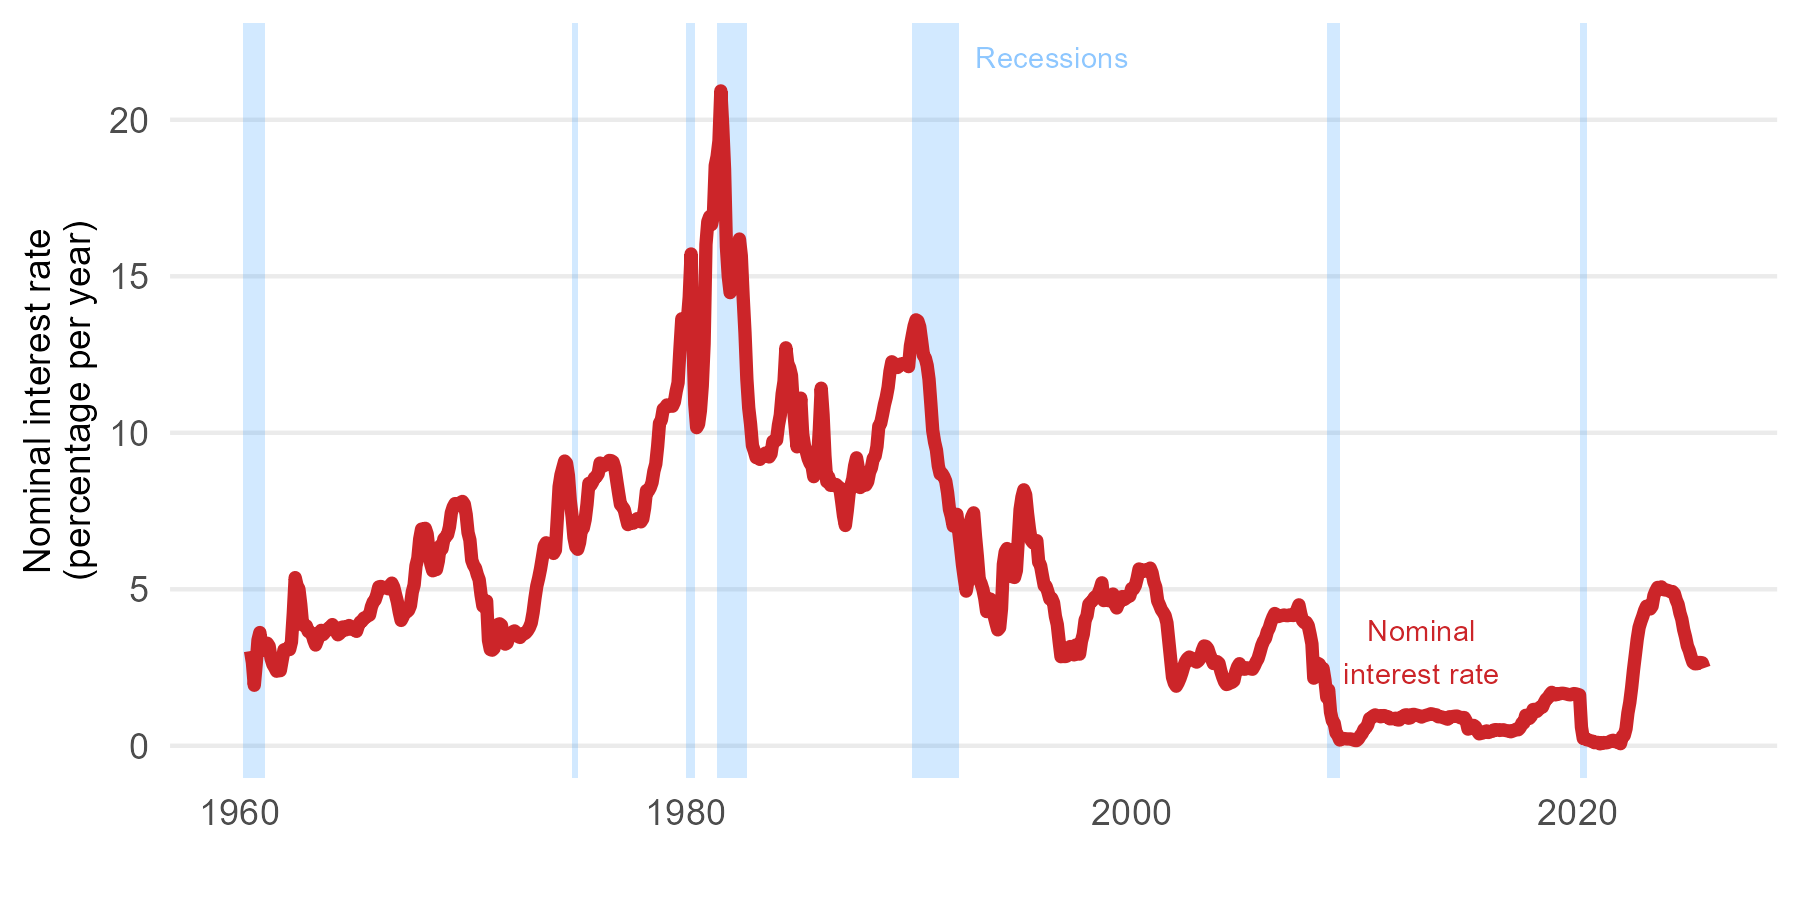 Recessions
20
15
10
5
0
Nominal interest rate
(percentage per year)
Nominal
interest rate
1960
1980
2000
2020